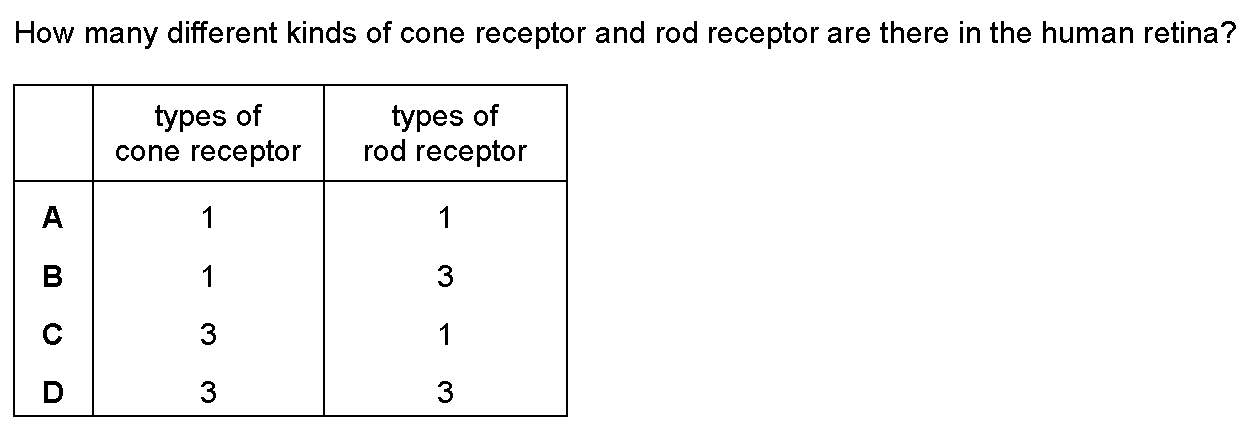 How many different kinds of cone receptor and rod receptor are there in the human retina?
types of cone receptor types of rod receptor
A 1 1
B 1 3
C 3 1
D 3 3